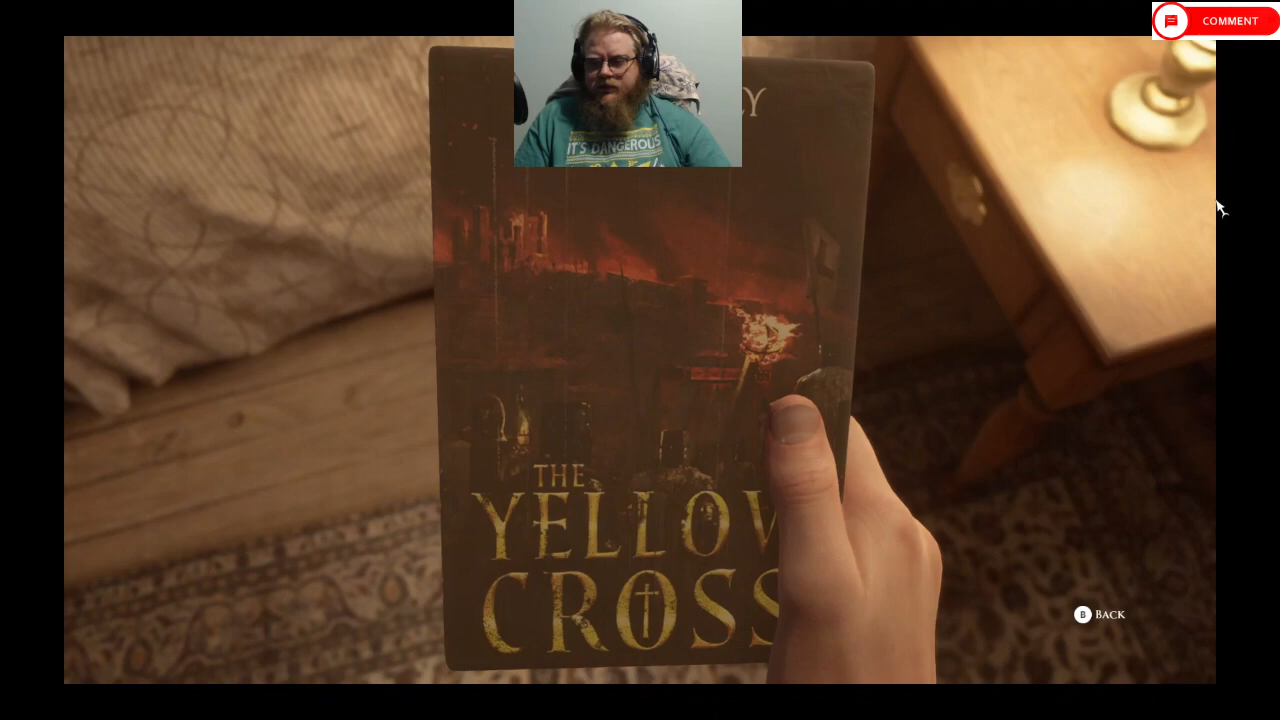 COMMENT
IT'S DANGEROUS
THE
YELLOW
CROSS
B BACK